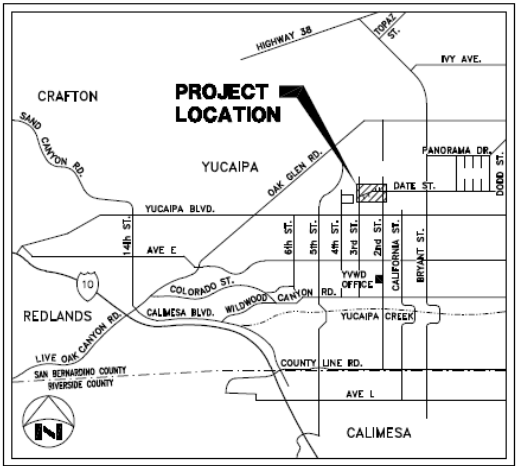 HIGHWAY 38
TOPAZ
ST.
IVY AVE.
CRAFTON
PROJECT
LOCATION
SAND
CANYON RD.
YUCAIPA
OAK GLEN RD.
PANORAMA DR.
DODD ST.
DATE ST.
YUCAIPA BLVD.
14th ST.
6th ST.
5th ST.
4th ST.
3rd ST.
2nd ST.
CALIFORNIA ST.
BRYANT ST.
AVE E
YVWD
OFFICE
10
COLORADO ST.
WILDWOOD CANYON RD.
REDLANDS
CALIMESA BLVD.
YUCAIPA CREEK
LIVE OAK CANYON RD.
COUNTY LINE RD.
SAN BERNARDINO COUNTY
RIVERSIDE COUNTY
AVE L
N
CALIMESA